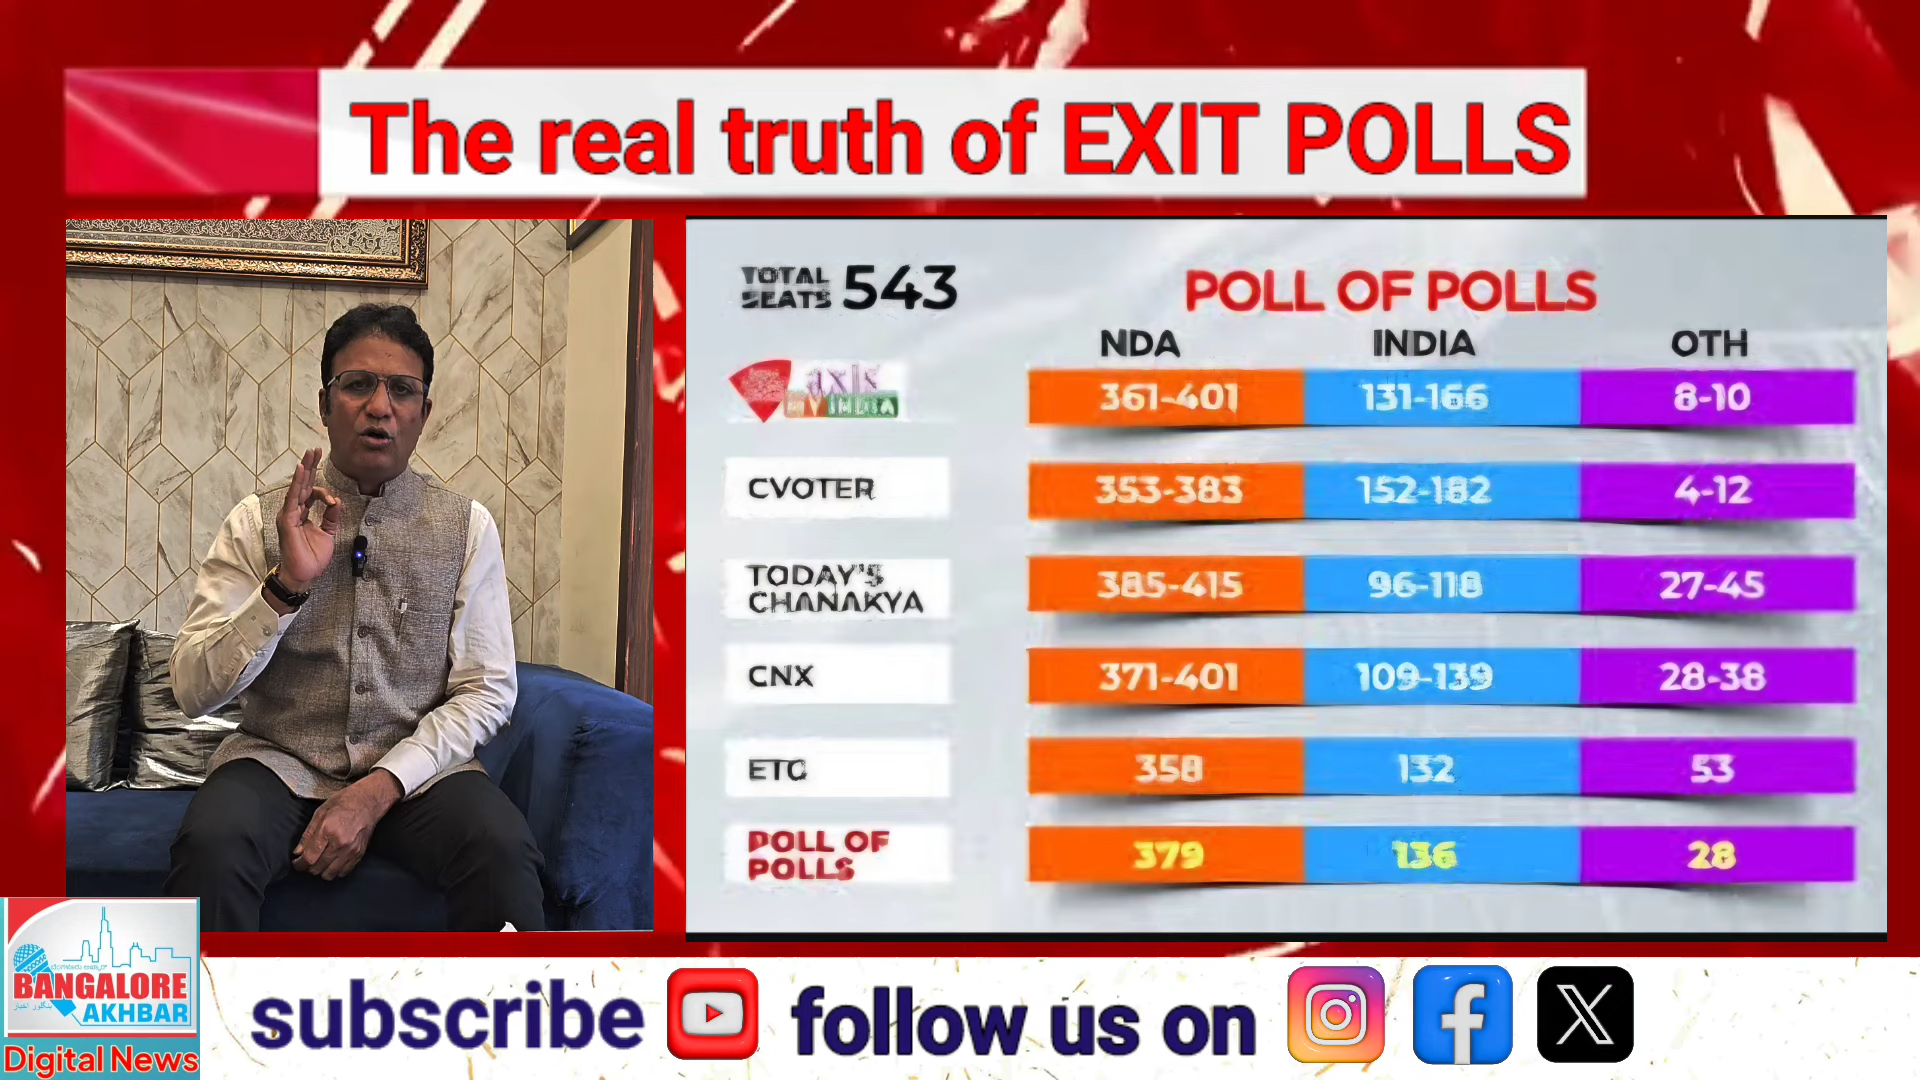 The real truth of EXIT POLLS
TOTAL SEATS 543
POLL OF POLLS
NDA INDIA OTH
axis MY INDIA 361-401 131-166 8-10
CVOTER 353-383 152-182 4-12
TODAY'S CHANAKYA 385-415 96-118 27-45
CNX 371-401 109-139 28-38
ETG 358 132 53
POLL OF POLLS 379 136 28
BANGALORE
AKHBAR
Digital News
subscribe follow us on